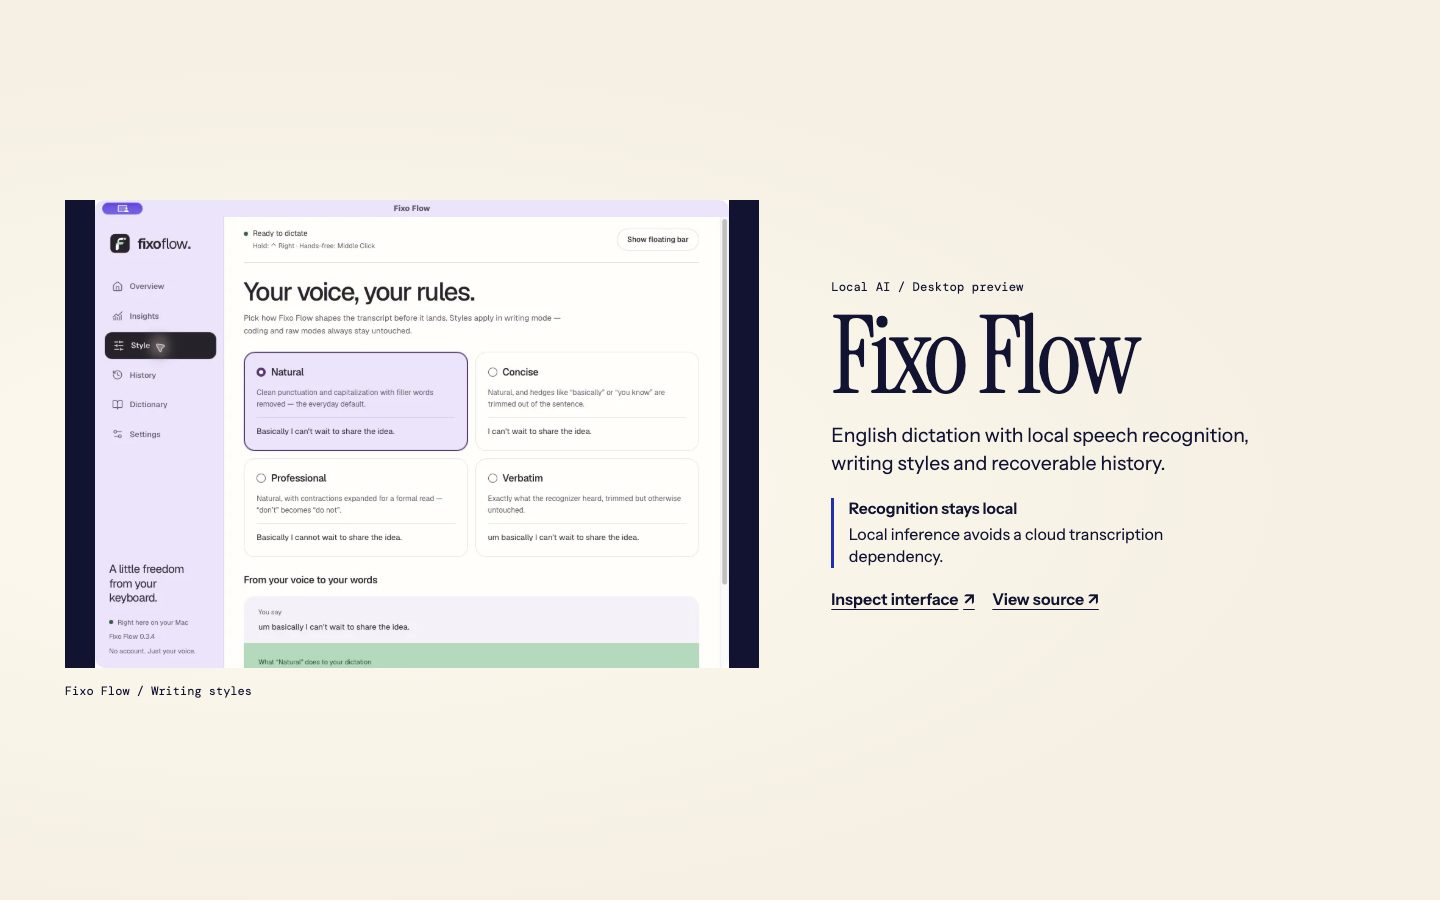 Fixo Flow
fixoflow.
Overview
Insights
Style
History
Dictionary
Settings
A little freedom
from your
keyboard.
Right here on your Mac
Fixo Flow 0.3.4
No account. Just your voice.
Ready to dictate
Hold: ⌃ Right · Hands-free: Middle Click
Show floating bar
Your voice, your rules.
Pick how Fixo Flow shapes the transcript before it lands. Styles apply in writing mode —
coding and raw modes always stay untouched.
Natural
Clean punctuation and capitalization with filler words
removed — the everyday default.
Basically I can't wait to share the idea.
Concise
Natural, and hedges like “basically” or “you know” are
trimmed out of the sentence.
I can't wait to share the idea.
Professional
Natural, with contractions expanded for a formal read —
“don't” becomes “do not”.
Basically I cannot wait to share the idea.
Verbatim
Exactly what the recognizer heard, trimmed but otherwise
untouched.
um basically i can't wait to share the idea.
From your voice to your words
You say
um basically i can't wait to share the idea.
What “Natural” does to your dictation
Fixo Flow / Writing styles
Local AI / Desktop preview
Fixo Flow
English dictation with local speech recognition,
writing styles and recoverable history.
Recognition stays local
Local inference avoids a cloud transcription
dependency.
Inspect interface ↗
View source ↗